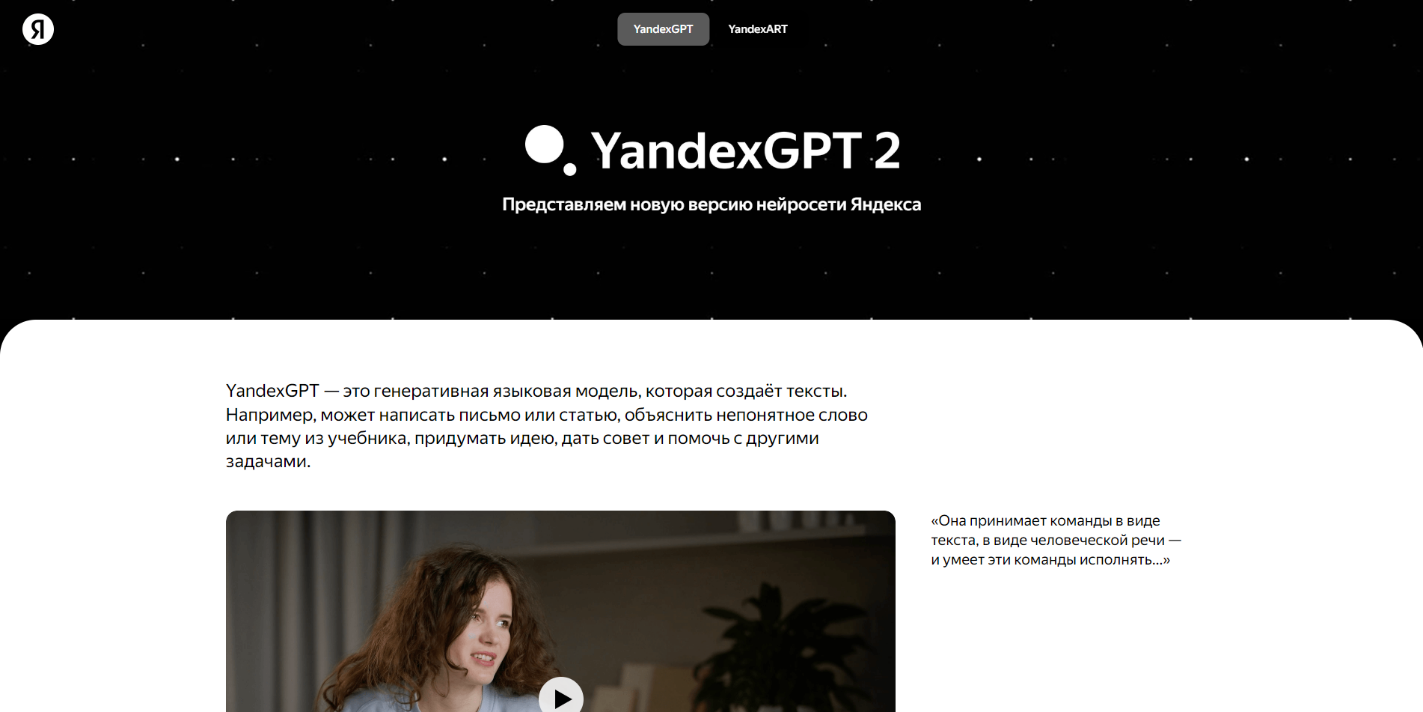 Я
YandexGPT
YandexART
YandexGPT 2
Представляем новую версию нейросети Яндекса
YandexGPT — это генеративная языковая модель, которая создаёт тексты.
Например, может написать письмо или статью, объяснить непонятное слово
или тему из учебника, придумать идею, дать совет и помочь с другими
задачами.
«Она принимает команды в виде
текста, в виде человеческой речи —
и умеет эти команды исполнять...»